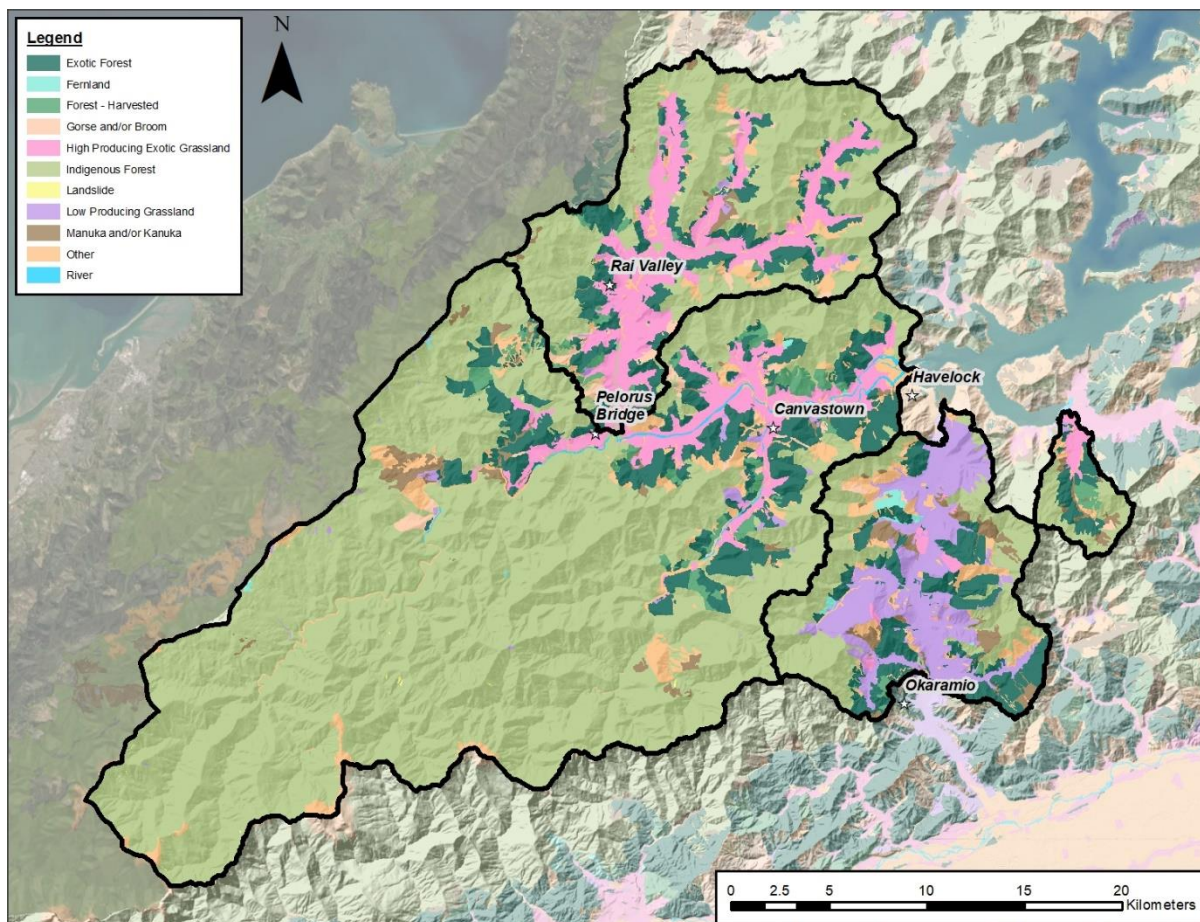 Legend
Exotic Forest
Fernland
Forest - Harvested
Gorse and/or Broom
High Producing Exotic Grassland
Indigenous Forest
Landslide
Low Producing Grassland
Manuka and/or Kanuka
Other
River
N
Rai Valley
Pelorus
Bridge
Canvastown
Havelock
Okaramio
0 2.5 5 10 15 20
Kilometers